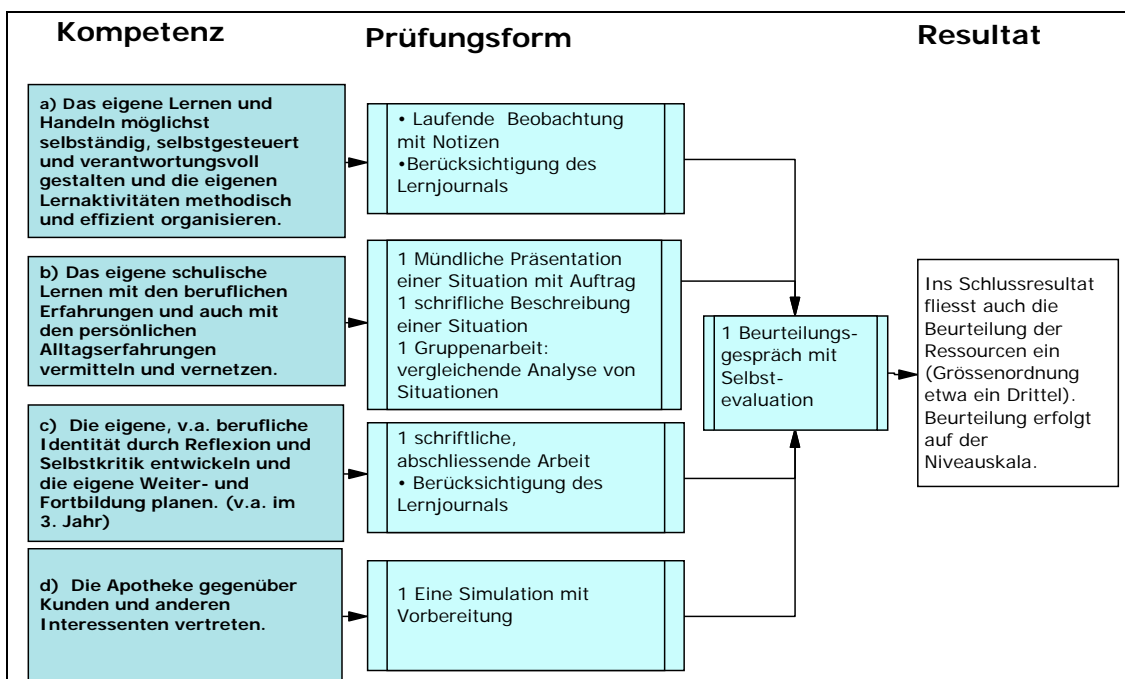 Kompetenz
Prüfungsform
Resultat
a) Das eigene Lernen und
Handeln möglichst
selbständig, selbstgesteuert
und verantwortungsvoll
gestalten und die eigenen
Lernaktivitäten methodisch
und effizient organisieren.
• Laufende Beobachtung
mit Notizen
•Berücksichtigung des
Lernjournals
b) Das eigene schulische
Lernen mit den beruflichen
Erfahrungen und auch mit
den persönlichen
Alltagserfahrungen
vermitteln und vernetzen.
1 Mündliche Präsentation
einer Situation mit Auftrag
1 schrifliche Beschreibung
einer Situation
1 Gruppenarbeit:
vergleichende Analyse von
Situationen
c) Die eigene, v.a. berufliche
Identität durch Reflexion und
Selbstkritik entwickeln und
die eigene Weiter- und
Fortbildung planen. (v.a. im
3. Jahr)
1 schriftliche,
abschliessende Arbeit
• Berücksichtigung des
Lernjournals
d) Die Apotheke gegenüber
Kunden und anderen
Interessenten vertreten.
1 Eine Simulation mit
Vorbereitung
1 Beurteilungs-
gespräch mit
Selbst-
evaluation
Ins Schlussresultat
fliesst auch die
Beurteilung der
Ressourcen ein
(Grössenordnung
etwa ein Drittel).
Beurteilung erfolgt
auf der
Niveauskala.